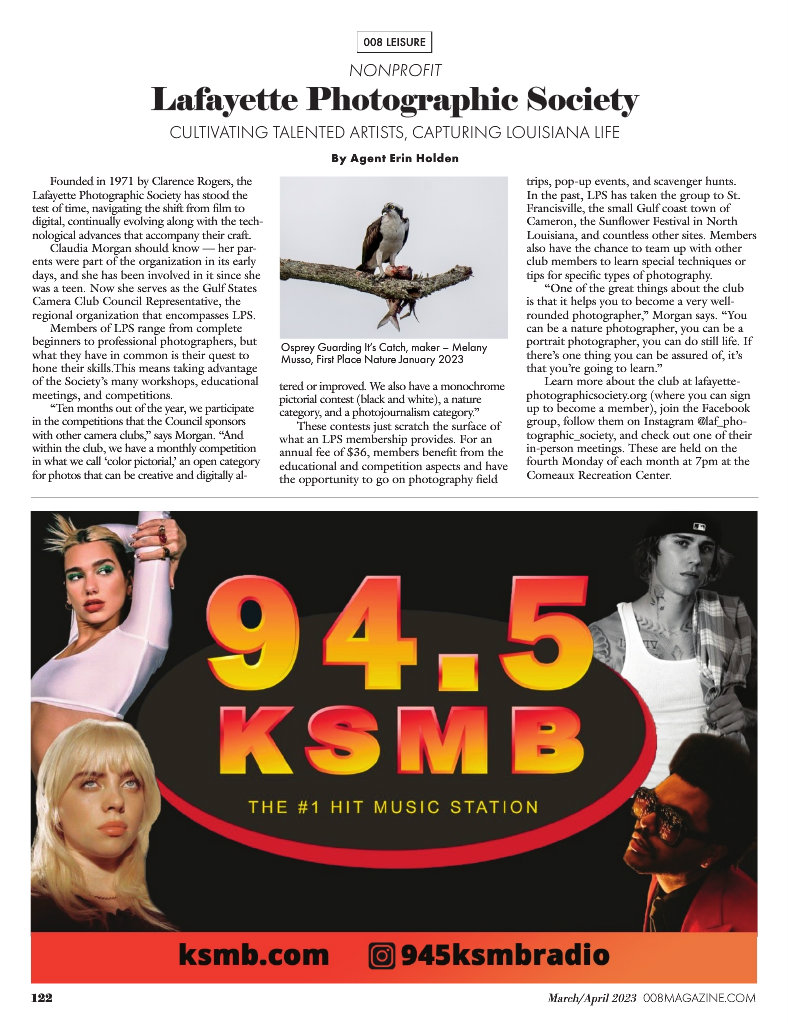 008 LEISURE
NONPROFIT
Lafayette Photographic Society
CULTIVATING TALENTED ARTISTS, CAPTURING LOUISIANA LIFE
By Agent Erin Holden
Founded in 1971 by Clarence Rogers, the
Lafayette Photographic Society has stood the
test of time, navigating the shift from film to
digital, continually evolving along with the tech-
nological advances that accompany their craft.
Claudia Morgan should know — her par-
ents were part of the organization in its early
days, and she has been involved in it since she
was a teen. Now she serves as the Gulf States
Camera Club Council Representative, the
regional organization that encompasses LPS.
Members of LPS range from complete
beginners to professional photographers, but
what they have in common is their quest to
hone their skills.This means taking advantage
of the Society's many workshops, educational
meetings, and competitions.
“Ten months out of the year, we participate
in the competitions that the Council sponsors
with other camera clubs,” says Morgan. “And
within the club, we have a monthly competition
in what we call ‘color pictorial,’ an open category
for photos that can be creative and digitally al-
Osprey Guarding It's Catch, maker – Melany
Musso, First Place Nature January 2023
tered or improved. We also have a monochrome
pictorial contest (black and white), a nature
category, and a photojournalism category.”
These contests just scratch the surface of
what an LPS membership provides. For an
annual fee of $36, members benefit from the
educational and competition aspects and have
the opportunity to go on photography field
trips, pop-up events, and scavenger hunts.
In the past, LPS has taken the group to St.
Francisville, the small Gulf coast town of
Cameron, the Sunflower Festival in North
Louisiana, and countless other sites. Members
also have the chance to team up with other
club members to learn special techniques or
tips for specific types of photography.
“One of the great things about the club
is that it helps you to become a very well-
rounded photographer,” Morgan says. “You
can be a nature photographer, you can be a
portrait photographer, you can do still life. If
there's one thing you can be assured of, it's
that you're going to learn.”
Learn more about the club at lafayette-
photographicsociety.org (where you can sign
up to become a member), join the Facebook
group, follow them on Instagram @laf_pho-
tographic_society, and check out one of their
in-person meetings. These are held on the
fourth Monday of each month at 7pm at the
Comeaux Recreation Center.
94.5
KSMB
THE #1 HIT MUSIC STATION
ksmb.com 945ksmbradio
122
March/April 2023 008MAGAZINE.COM